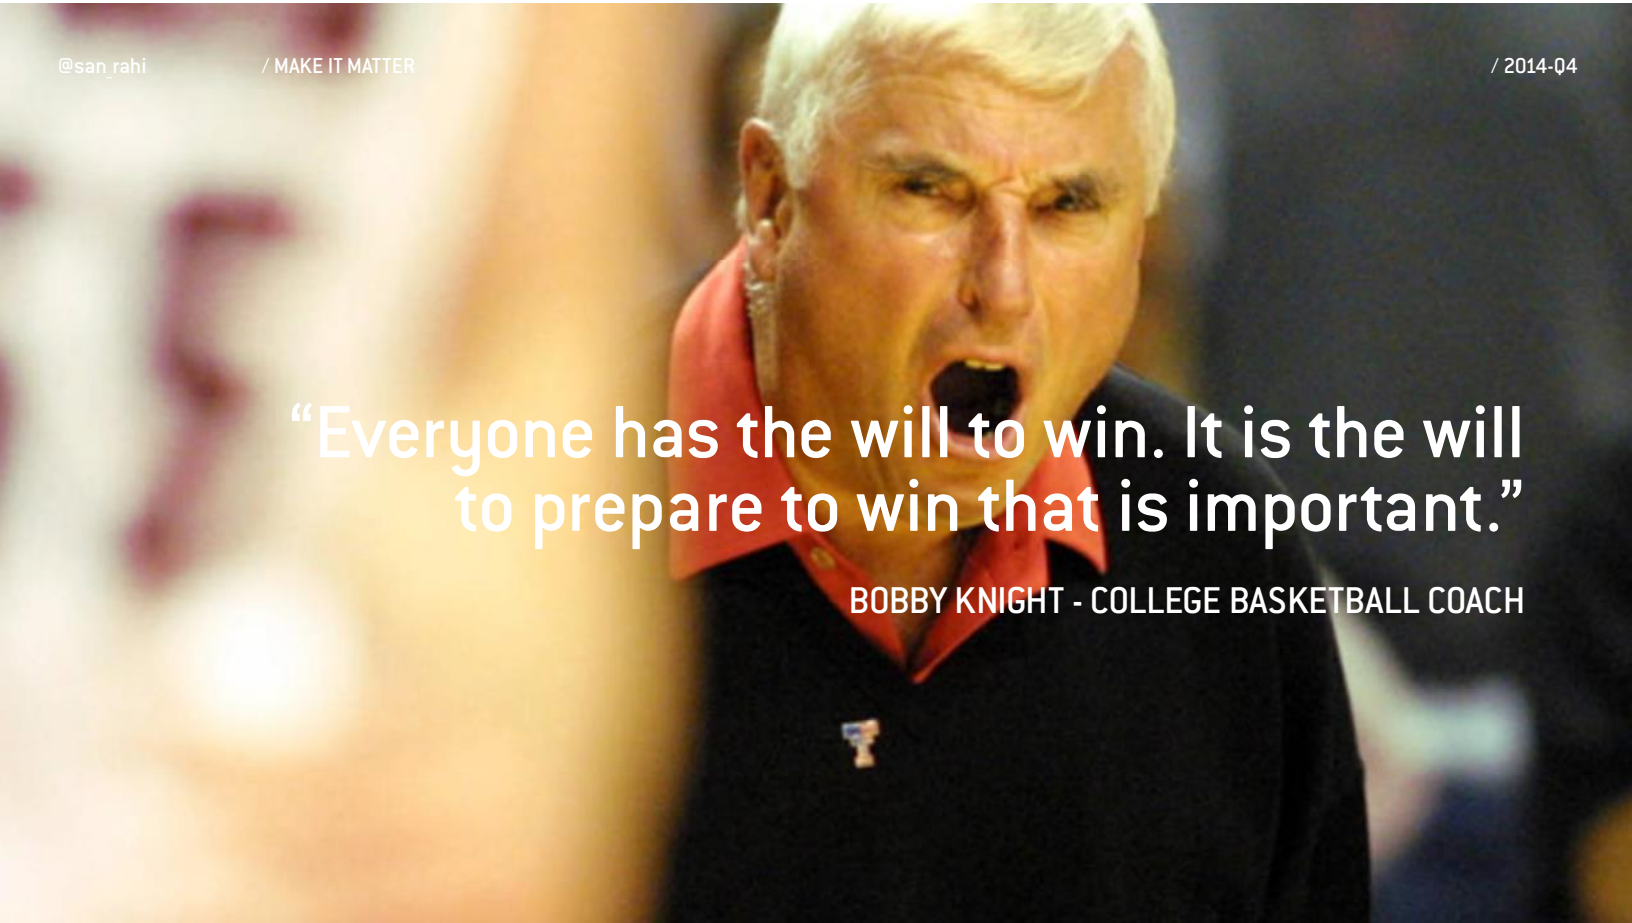 @san_rahi
/ MAKE IT MATTER
/ 2014-Q4
“Everyone has the will to win. It is the will
to prepare to win that is important.”
BOBBY KNIGHT - COLLEGE BASKETBALL COACH